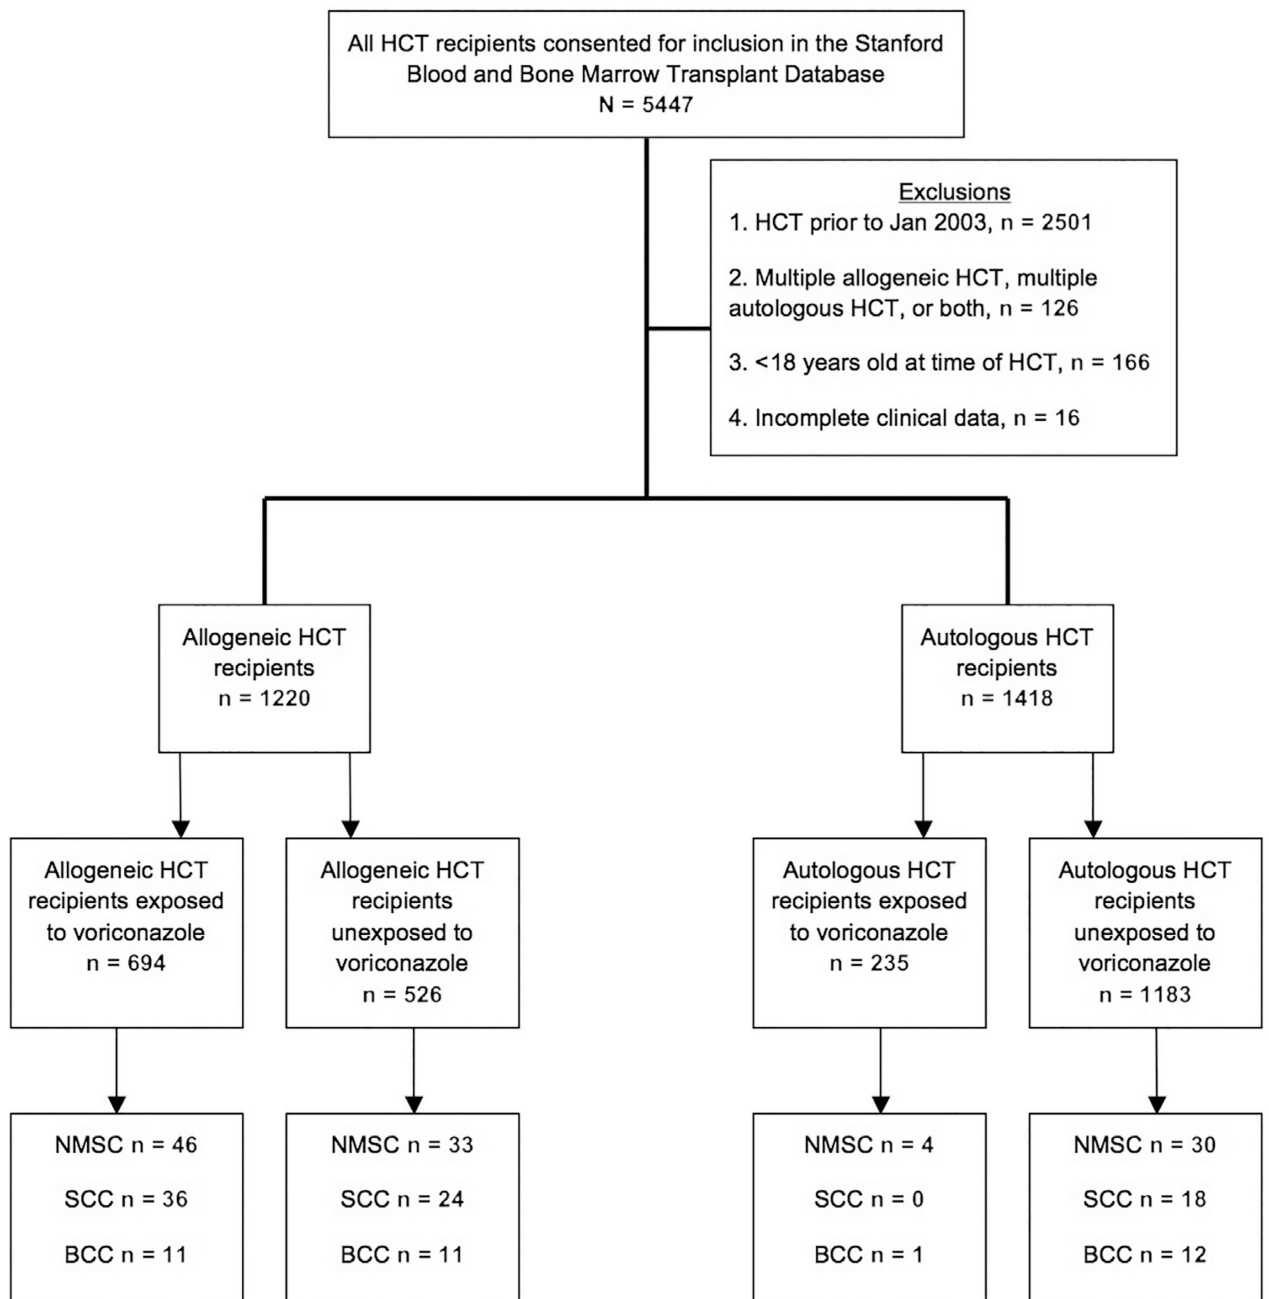 All HCT recipients consented for inclusion in the Stanford
Blood and Bone Marrow Transplant Database
N = 5447
Exclusions
1. HCT prior to Jan 2003, n = 2501
2. Multiple allogeneic HCT, multiple
autologous HCT, or both, n = 126
3. <18 years old at time of HCT, n = 166
4. Incomplete clinical data, n = 16
Allogeneic HCT
recipients
n = 1220
Autologous HCT
recipients
n = 1418
Allogeneic HCT
recipients exposed
to voriconazole
n = 694
Allogeneic HCT
recipients
unexposed to
voriconazole
n = 526
Autologous HCT
recipients exposed
to voriconazole
n = 235
Autologous HCT
recipients
unexposed to
voriconazole
n = 1183
NMSC n = 46
SCC n = 36
BCC n = 11
NMSC n = 33
SCC n = 24
BCC n = 11
NMSC n = 4
SCC n = 0
BCC n = 1
NMSC n = 30
SCC n = 18
BCC n = 12